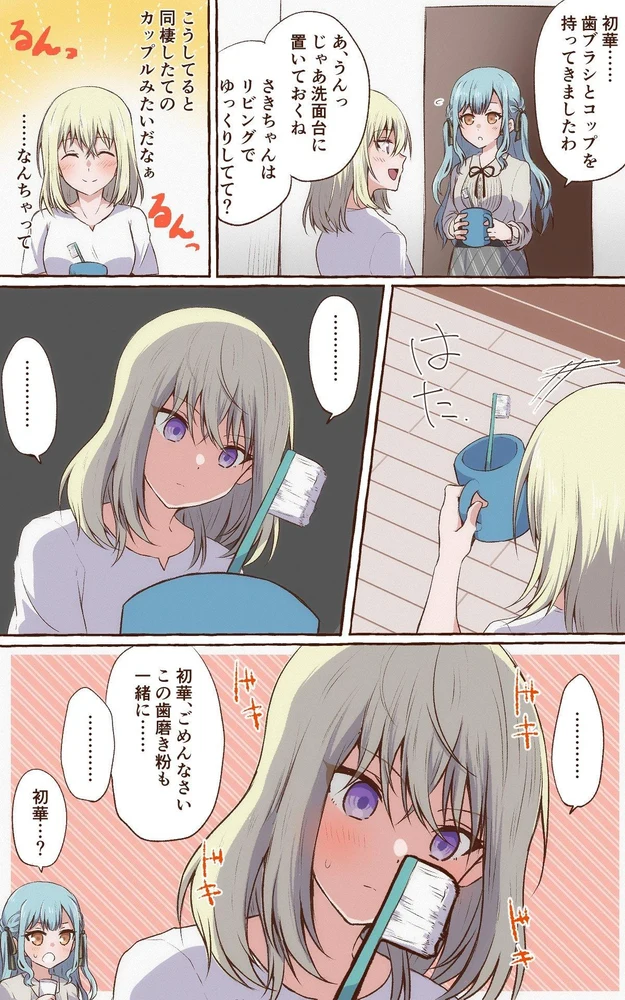 初華……
歯ブラシとコップを
持ってきましたわ
あ、うんっ
じゃあ洗面台に
置いておくね
さきちゃんは
リビングで
ゆっくりしてて？
こうしてると
同棲したての
カップルみたいだなぁ
……なんちゃって
るんっ
るんっ
はた
…………
…………
…………
ドキ
ドキ
ドキ
ドキ
初華、ごめんなさい
この歯磨き粉も
一緒に……
…………
初華…？